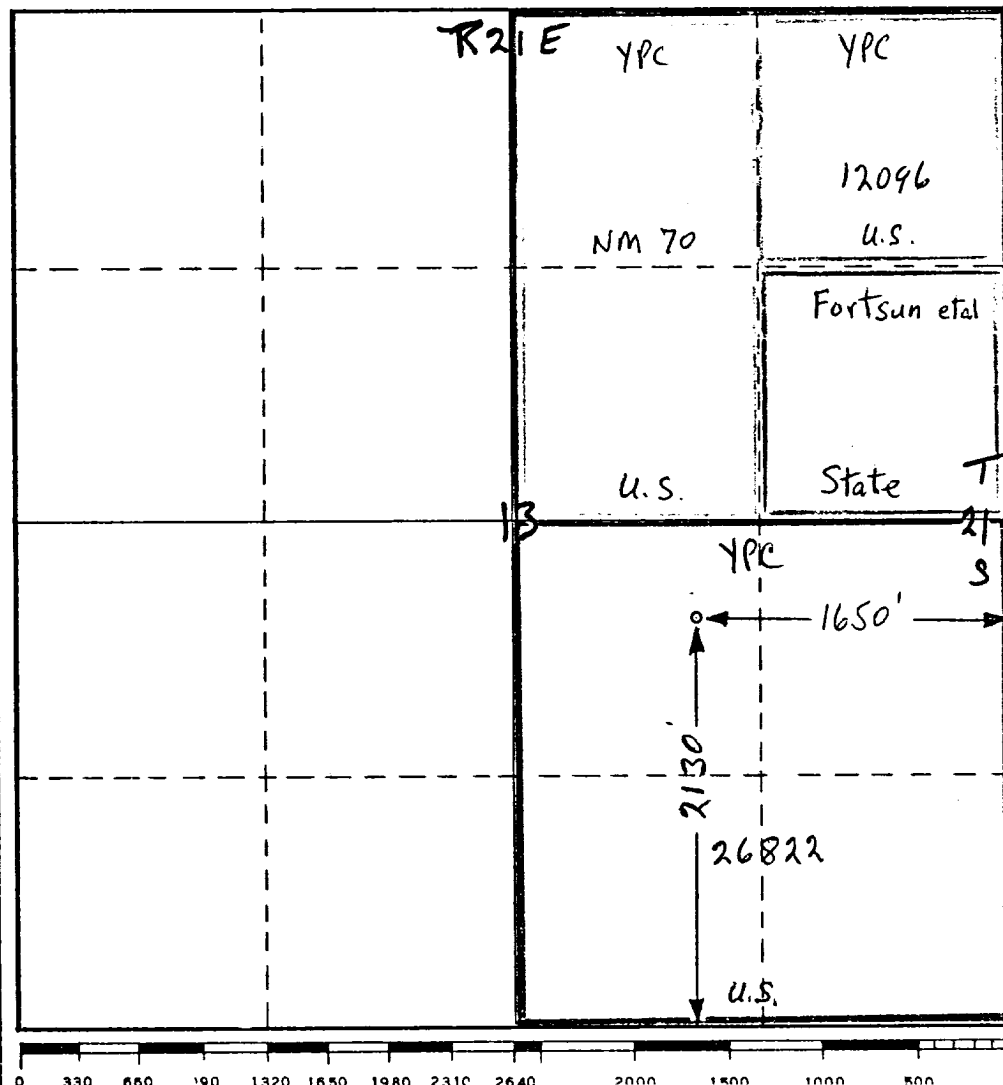 R21E
YPC YPC
12096
NM 70 U.S.
Fortsun etal
U.S. State T
13 21
YPC S
1650'
2130'
26822
U.S.
0 330 660 990 1320 1650 1980 2310 2640 2000 1500 1000 500